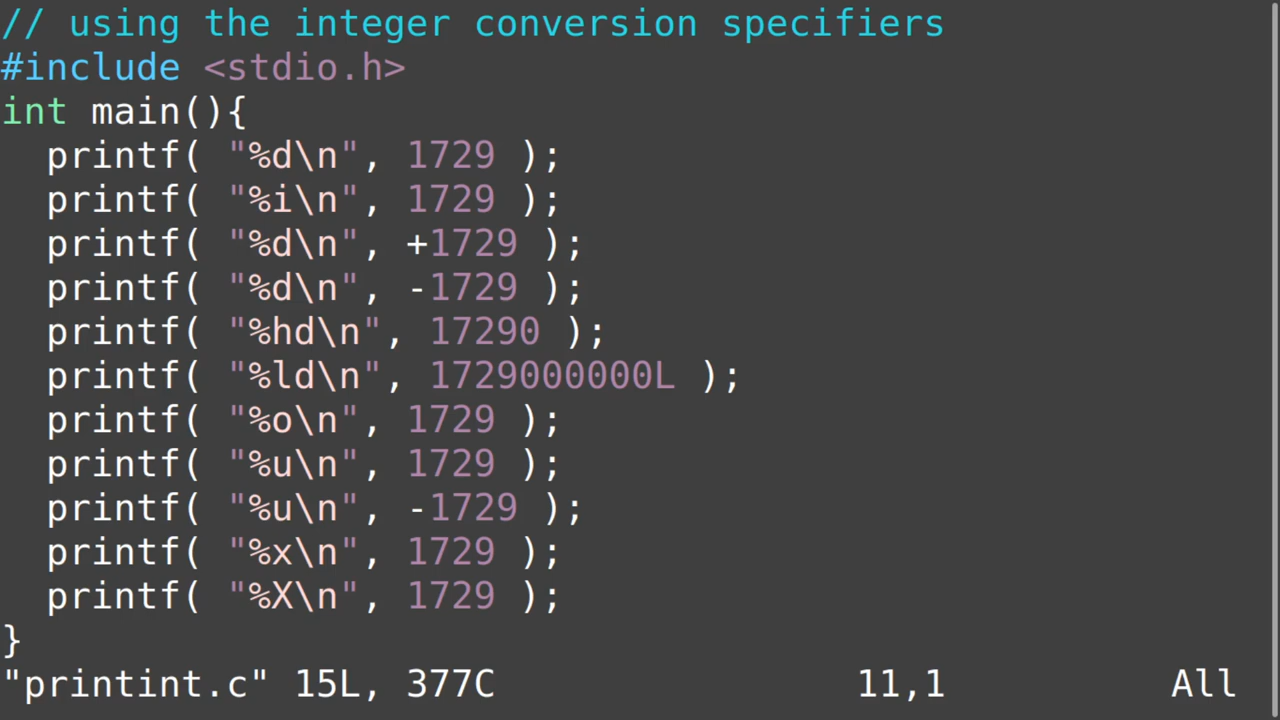 // using the integer conversion specifiers
#include <stdio.h>
int main(){
  printf( "%d\n", 1729 );
  printf( "%i\n", 1729 );
  printf( "%d\n", +1729 );
  printf( "%d\n", -1729 );
  printf( "%hd\n", 17290 );
  printf( "%ld\n", 1729000000L );
  printf( "%o\n", 1729 );
  printf( "%u\n", 1729 );
  printf( "%u\n", -1729 );
  printf( "%x\n", 1729 );
  printf( "%X\n", 1729 );
}
"printint.c" 15L, 377C 11,1 All